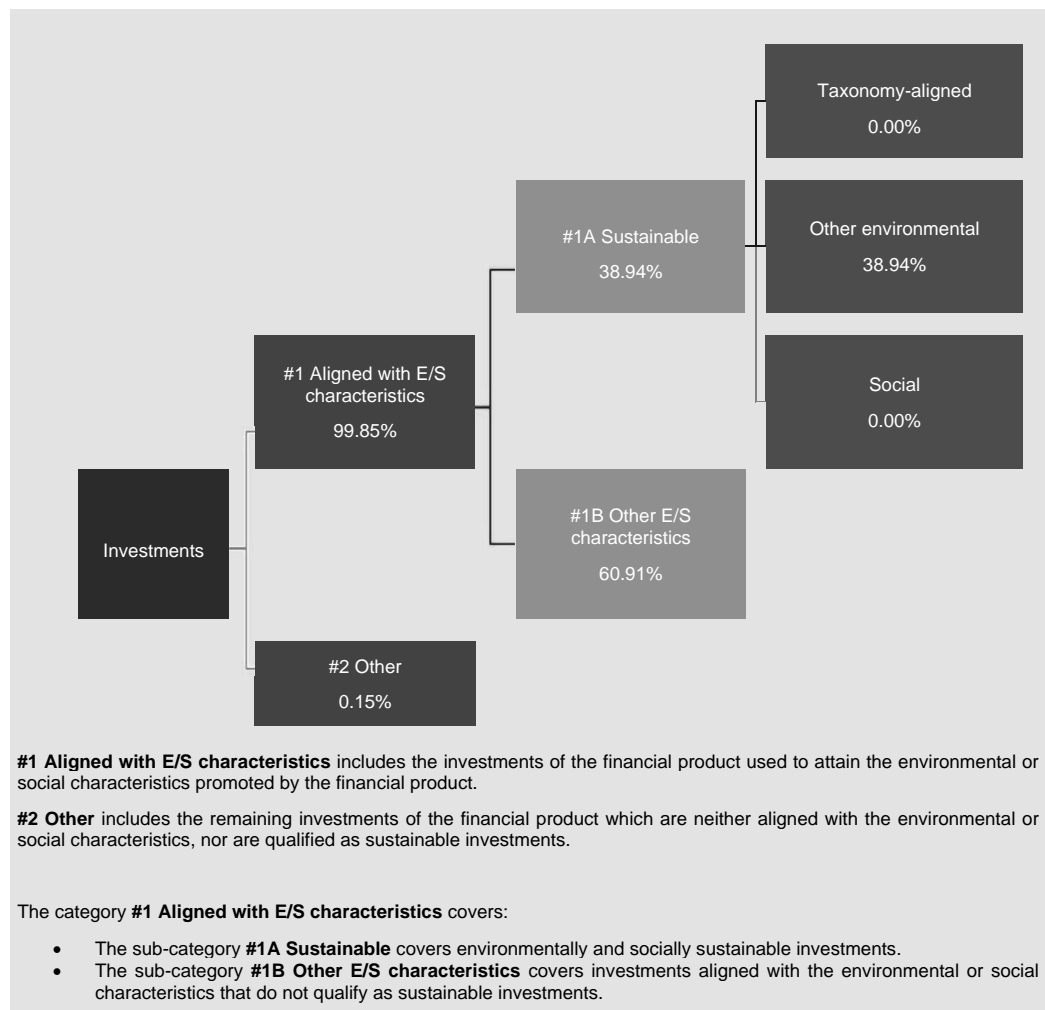 Taxonomy-aligned
0.00%
#1A Sustainable
38.94%
Other environmental
38.94%
#1 Aligned with E/S
characteristics
99.85%
Social
0.00%
Investments
#1B Other E/S
characteristics
60.91%
#2 Other
0.15%
#1 Aligned with E/S characteristics includes the investments of the financial product used to attain the environmental or
social characteristics promoted by the financial product.
#2 Other includes the remaining investments of the financial product which are neither aligned with the environmental or
social characteristics, nor are qualified as sustainable investments.
The category #1 Aligned with E/S characteristics covers:
• The sub-category #1A Sustainable covers environmentally and socially sustainable investments.
• The sub-category #1B Other E/S characteristics covers investments aligned with the environmental or social
characteristics that do not qualify as sustainable investments.